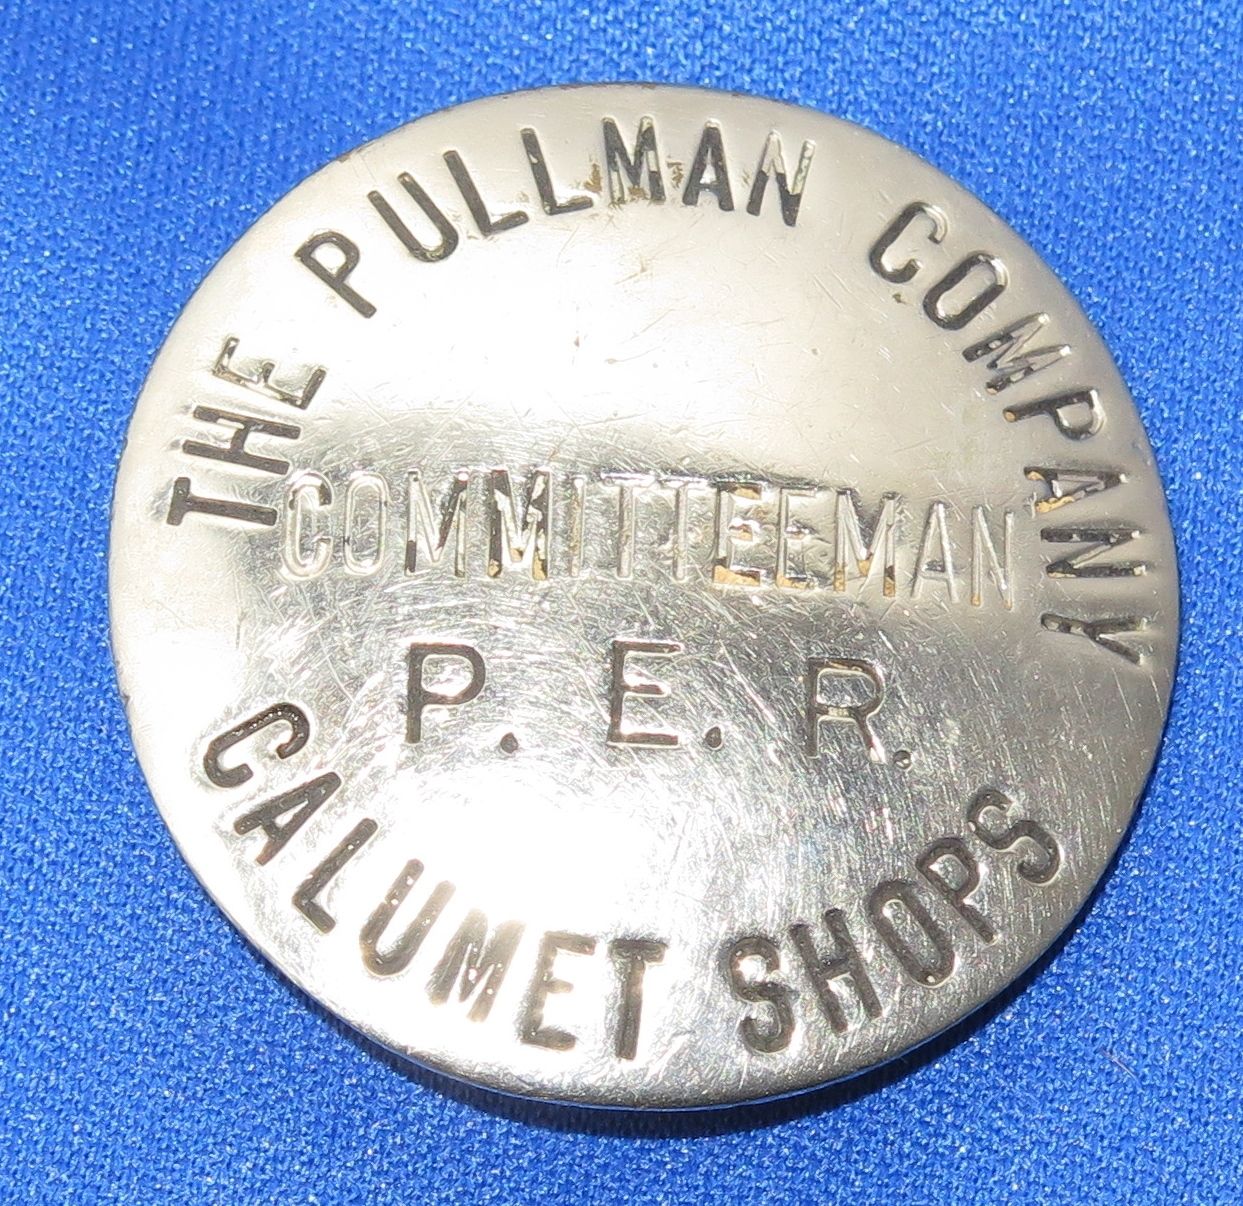 THE PULLMAN COMPANY
COMMITTEEMAN
P.E.R.
CALUMET SHOPS